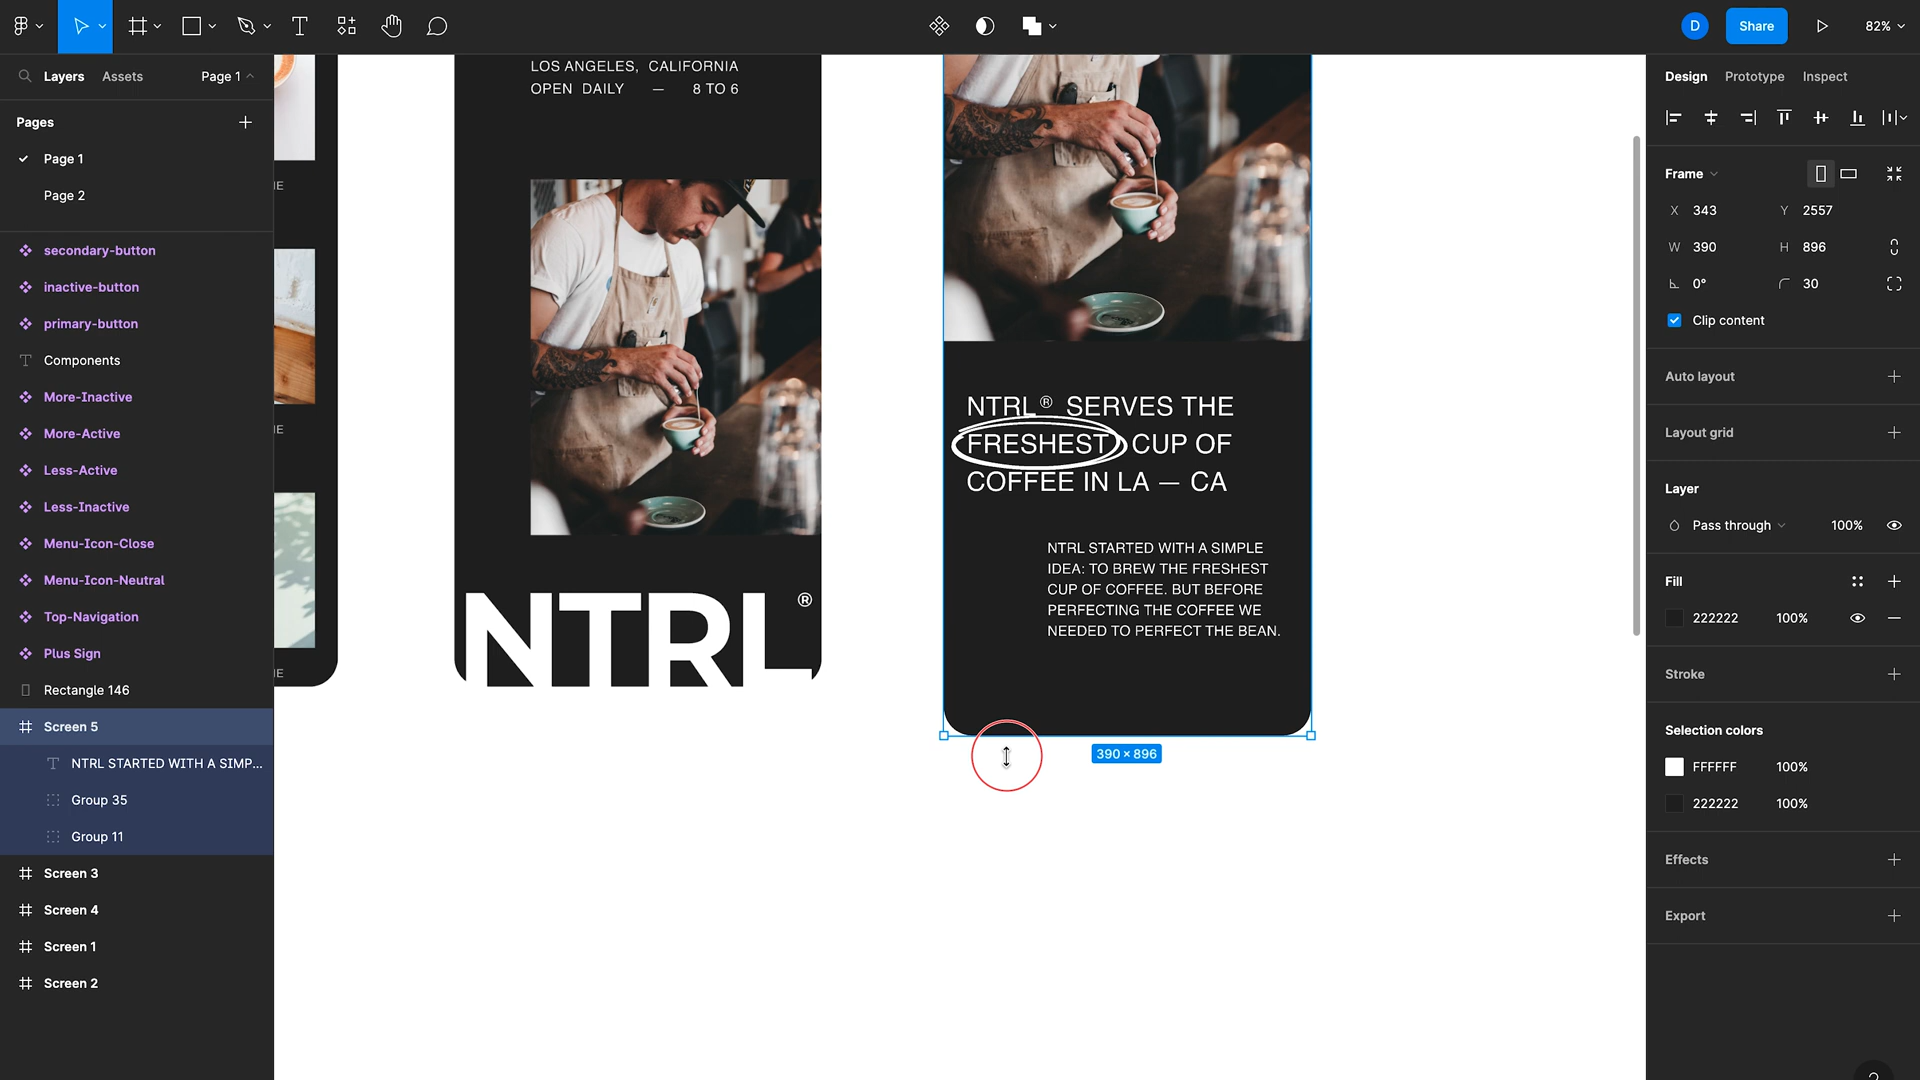 D
Share
82%
Layers
Assets
Page 1
Pages
Page 1
Page 2
secondary-button
inactive-button
primary-button
Components
More-Inactive
More-Active
Less-Active
Less-Inactive
Menu-Icon-Close
Menu-Icon-Neutral
Top-Navigation
Plus Sign
Rectangle 146
Screen 5
NTRL STARTED WITH A SIMP...
Group 35
Group 11
Screen 3
Screen 4
Screen 1
Screen 2
LOS ANGELES, CALIFORNIA
OPEN DAILY — 8 TO 6
NTRL®
NTRL® SERVES THE
FRESHEST CUP OF
COFFEE IN LA — CA
NTRL STARTED WITH A SIMPLE
IDEA: TO BREW THE FRESHEST
CUP OF COFFEE. BUT BEFORE
PERFECTING THE COFFEE WE
NEEDED TO PERFECT THE BEAN.
390 × 896
Design
Prototype
Inspect
Frame
X 343
Y 2557
W 390
H 896
0°
30
Clip content
Auto layout
Layout grid
Layer
Pass through
100%
Fill
222222
100%
Stroke
Selection colors
FFFFFF
100%
222222
100%
Effects
Export